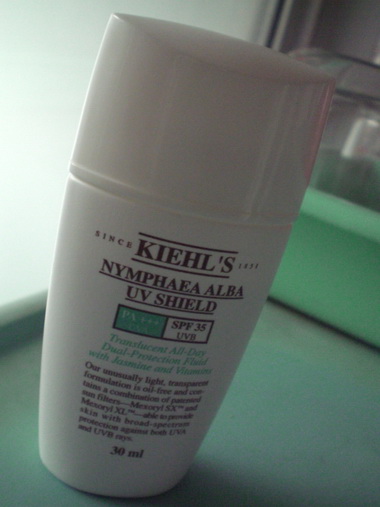 SINCE KIEHL'S 1851
NYMPHAEA ALBA
UV SHIELD
PA +++
SPF 35
UVB
Translucent All-Day
Dual-Protection Fluid
with Jasmine and Vitamins
Our unusually light, transparent
formulation is oil-free and con-
tains a combination of patented
sun filters—Mexoryl SX™ and
Mexoryl XL™—able to provide
skin with broad-spectrum
protection against both UVA
and UVB rays.
30 ml